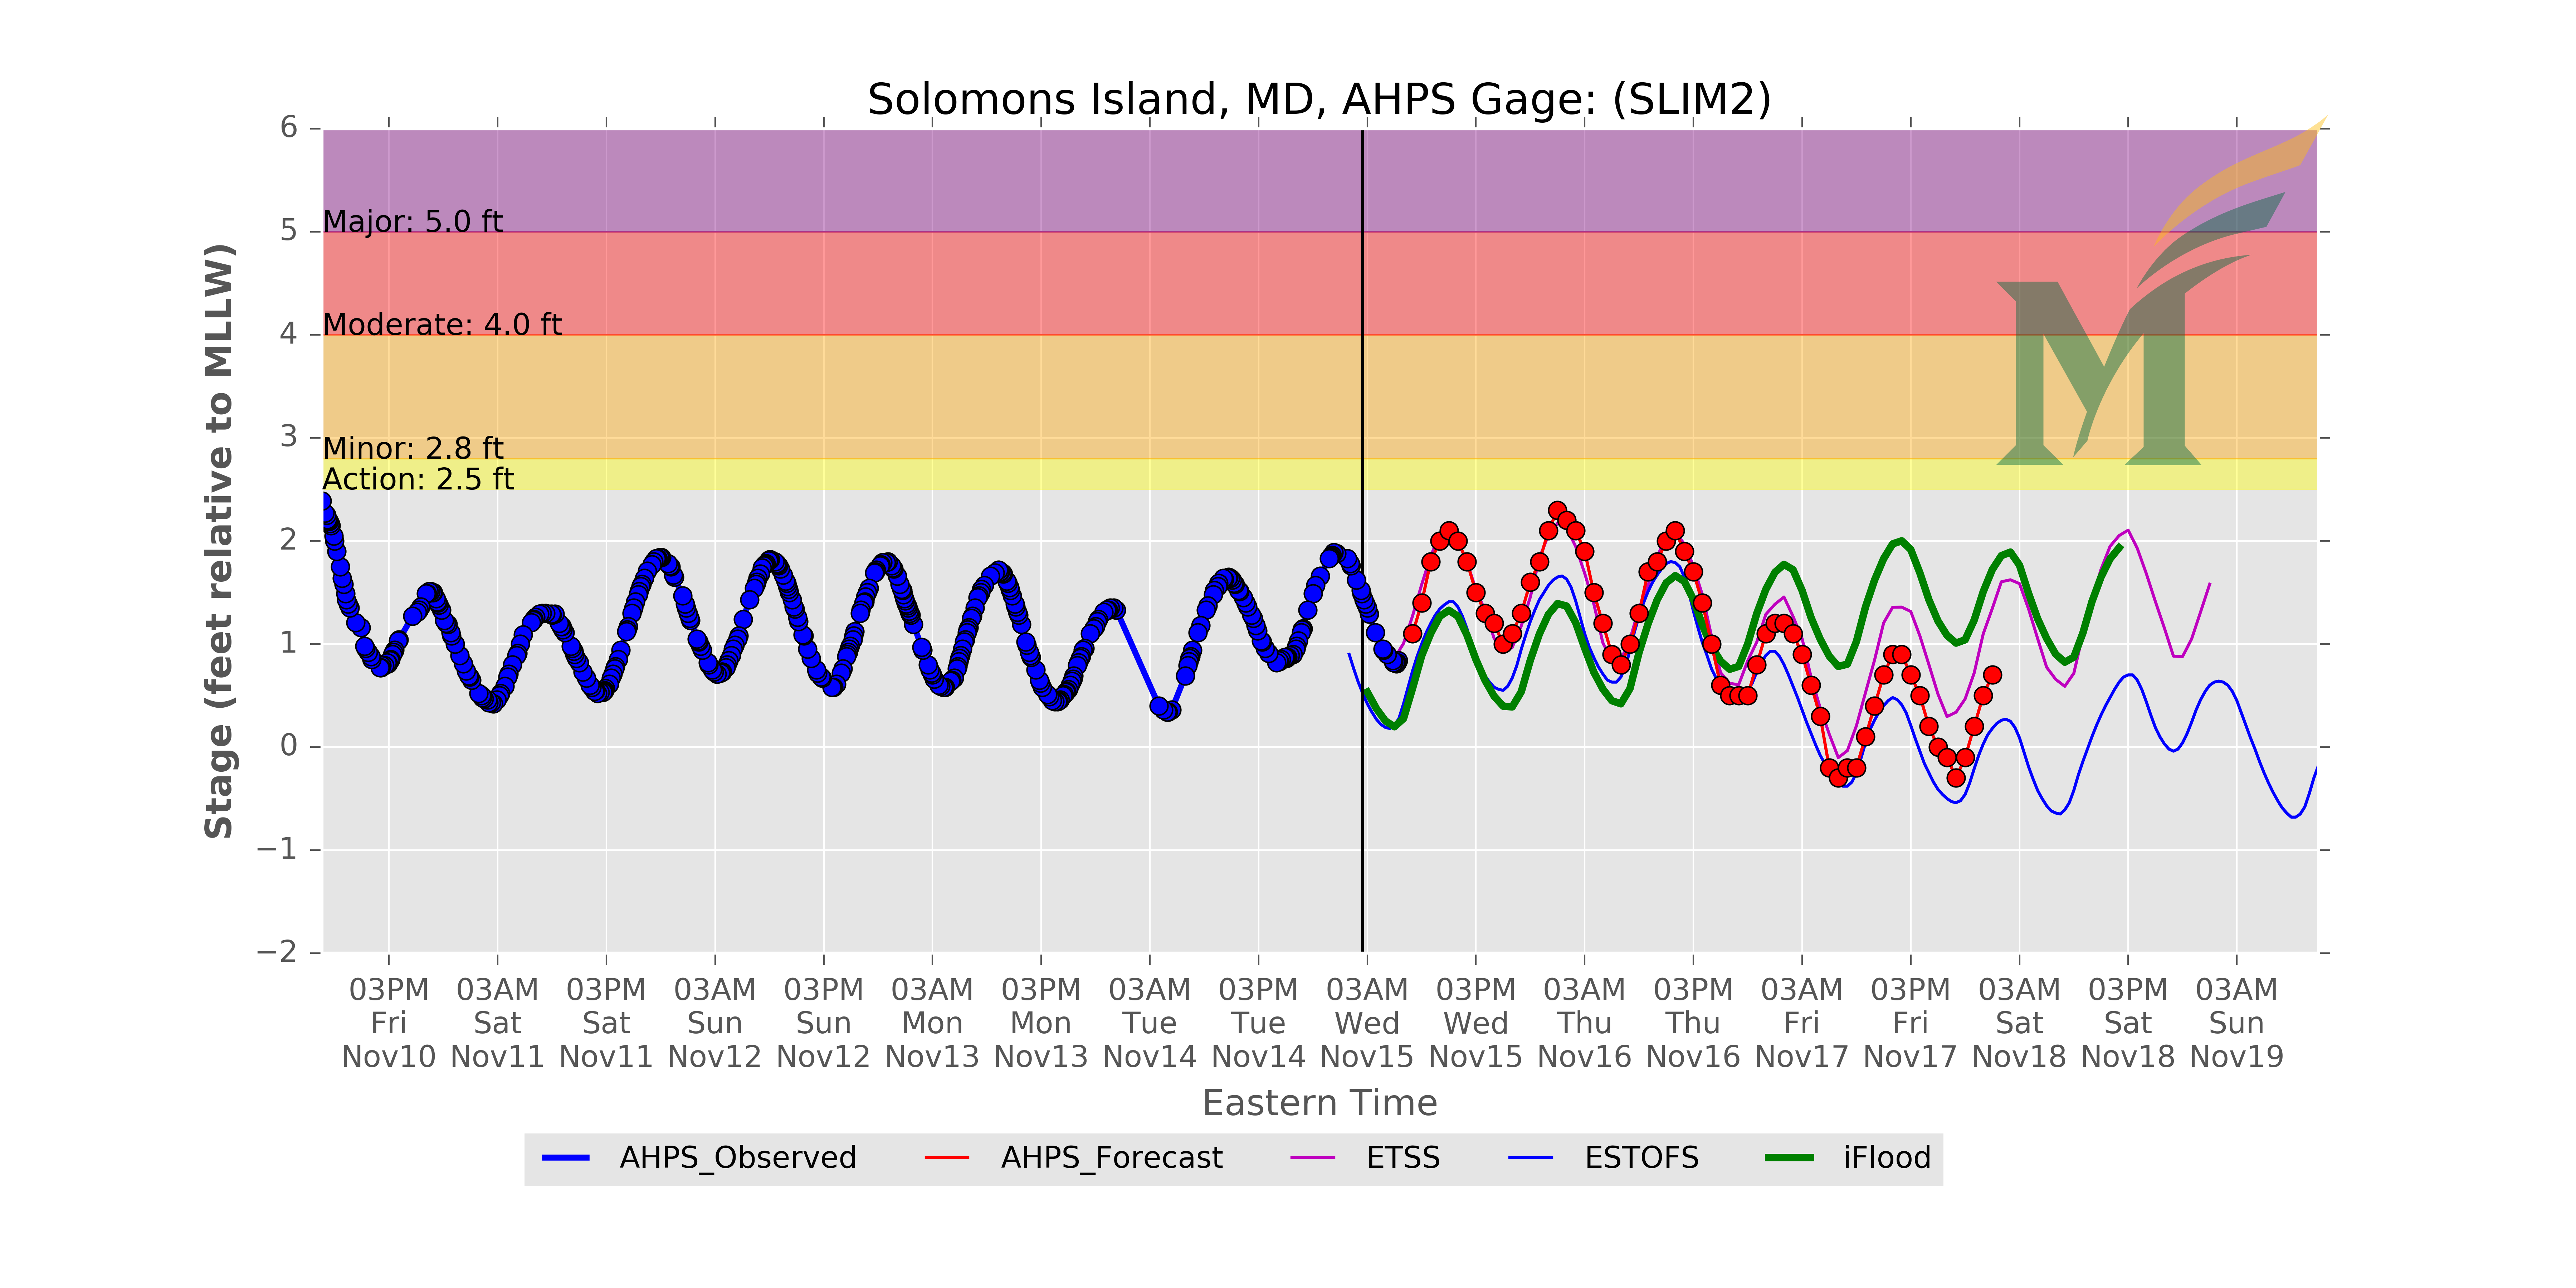 Solomons Island, MD, AHPS Gage: (SLIM2)
6
5
4
3
2
1
0
−1
−2
Stage (feet relative to MLLW)
Major: 5.0 ft
Moderate: 4.0 ft
Minor: 2.8 ft
Action: 2.5 ft
M
03PM 03AM 03PM 03AM 03PM 03AM 03PM 03AM 03PM 03AM 03PM 03AM 03PM 03AM 03PM 03AM 03PM 03AM
Fri Sat Sat Sun Sun Mon Mon Tue Tue Wed Wed Thu Thu Fri Fri Sat Sat Sun
Nov10 Nov11 Nov11 Nov12 Nov12 Nov13 Nov13 Nov14 Nov14 Nov15 Nov15 Nov16 Nov16 Nov17 Nov17 Nov18 Nov18 Nov19
Eastern Time
AHPS_Observed AHPS_Forecast ETSS ESTOFS iFlood